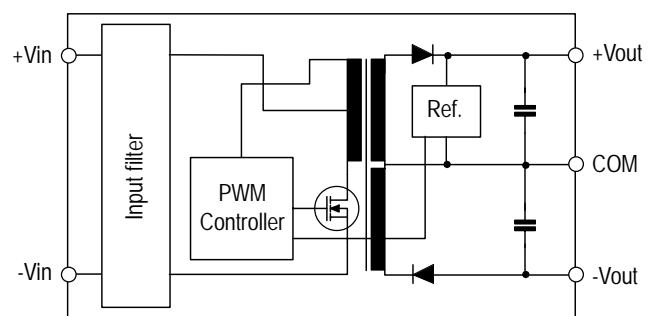 +Vin
+Vout
Ref.
Input filter
COM
PWM
Controller
-Vin
-Vout